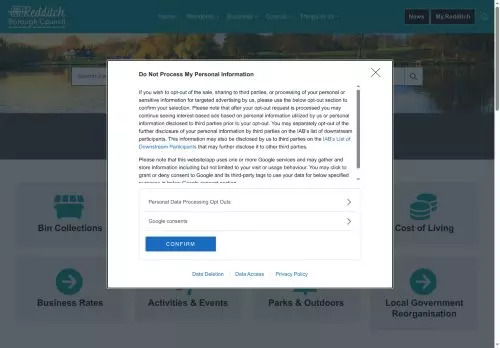 Redditch
Borough Council
Home Residents Business Council Things to do
News My Redditch
Do Not Process My Personal Information
If you wish to opt-out of the sale, sharing to third parties, or processing of your personal or
sensitive information for targeted advertising by us, please use the below opt-out section to
confirm your selection. Please note that after your opt-out request is processed you may
continue seeing interest-based ads based on personal information utilized by us or personal
information disclosed to third parties prior to your opt-out. You may separately opt-out of the
further disclosure of your personal information by third parties on the IAB's list of downstream
participants. This information may also be disclosed by us to third parties on the IAB's List of
Downstream Participants that may further disclose it to other third parties.
Please note that this website/app uses one or more Google services and may gather and
store information including but not limited to your visit or usage behaviour. You may click to
grant or deny consent to Google and its third-party tags to use your data for below specified
purposes in below Google consent section.
Personal Data Processing Opt Outs
Google consents
CONFIRM
Data Deletion Data Access Privacy Policy
Bin Collections
Cost of Living
Business Rates
Activities & Events
Parks & Outdoors
Local Government
Reorganisation